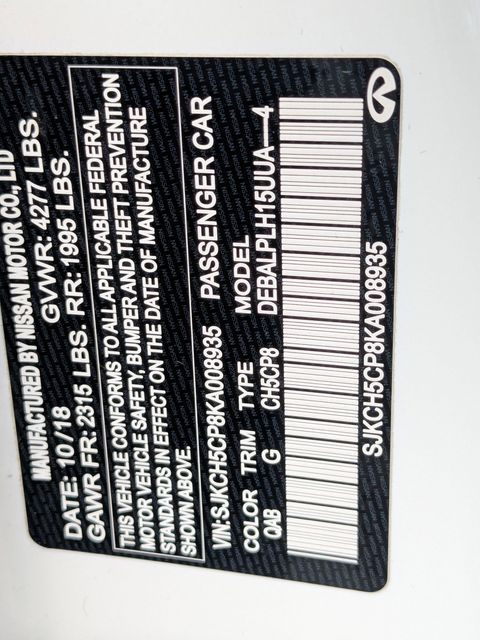 MANUFACTURED BY NISSAN MOTOR CO., LTD
DATE: 10/18 GVWR: 4277 LBS.
GAWR FR: 2315 LBS. RR: 1995 LBS.
THIS VEHICLE CONFORMS TO ALL APPLICABLE FEDERAL
MOTOR VEHICLE SAFETY, BUMPER AND THEFT PREVENTION
STANDARDS IN EFFECT ON THE DATE OF MANUFACTURE
SHOWN ABOVE.
VIN:SJKCH5CP8KA008935 PASSENGER CAR
COLOR TRIM TYPE MODEL
QAB G CH5CP8 DEBALPLH15UUA—4
SJKCH5CP8KA008935